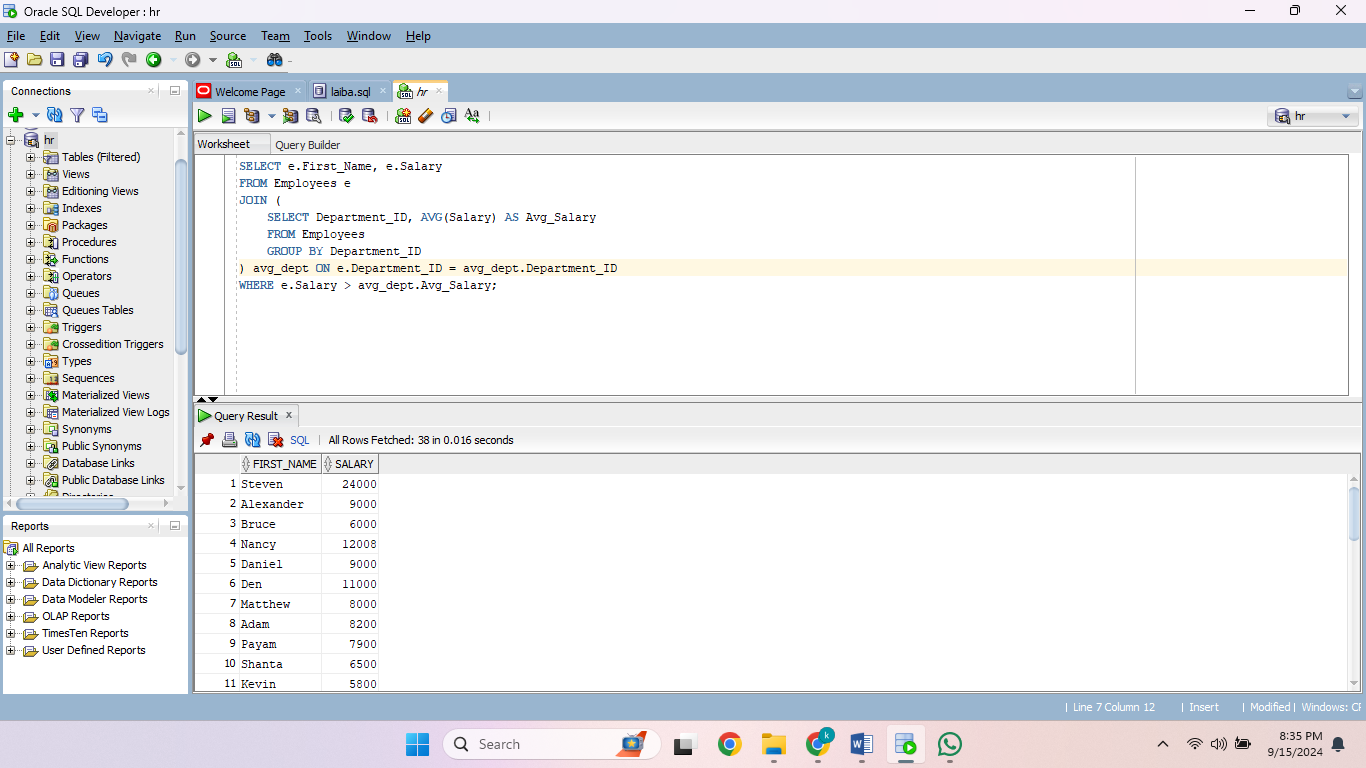 Oracle SQL Developer : hr
File Edit View Navigate Run Source Team Tools Window Help
Connections
hr
Tables (Filtered)
Views
Editioning Views
Indexes
Packages
Procedures
Functions
Operators
Queues
Queues Tables
Triggers
Crossedition Triggers
Types
Sequences
Materialized Views
Materialized View Logs
Synonyms
Public Synonyms
Database Links
Public Database Links
Reports
All Reports
Analytic View Reports
Data Dictionary Reports
Data Modeler Reports
OLAP Reports
TimesTen Reports
User Defined Reports
Welcome Page laiba.sql hr
hr
Worksheet Query Builder
SELECT e.First_Name, e.Salary
FROM Employees e
JOIN (
SELECT Department_ID, AVG(Salary) AS Avg_Salary
FROM Employees
GROUP BY Department_ID
) avg_dept ON e.Department_ID = avg_dept.Department_ID
WHERE e.Salary > avg_dept.Avg_Salary;
Query Result
SQL | All Rows Fetched: 38 in 0.016 seconds
FIRST_NAME SALARY
1 Steven 24000
2 Alexander 9000
3 Bruce 6000
4 Nancy 12008
5 Daniel 9000
6 Den 11000
7 Matthew 8000
8 Adam 8200
9 Payam 7900
10 Shanta 6500
11 Kevin 5800
| Line 7 Column 12 | Insert | Modified | Windows: CF
Search
k
8:35 PM
9/15/2024